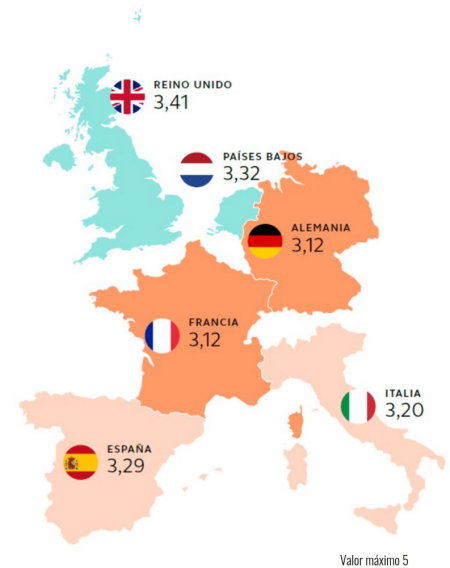 REINO UNIDO
3,41
PAÍSES BAJOS
3,32
ALEMANIA
3,12
FRANCIA
3,12
ITALIA
3,20
ESPAÑA
3,29
Valor máximo 5